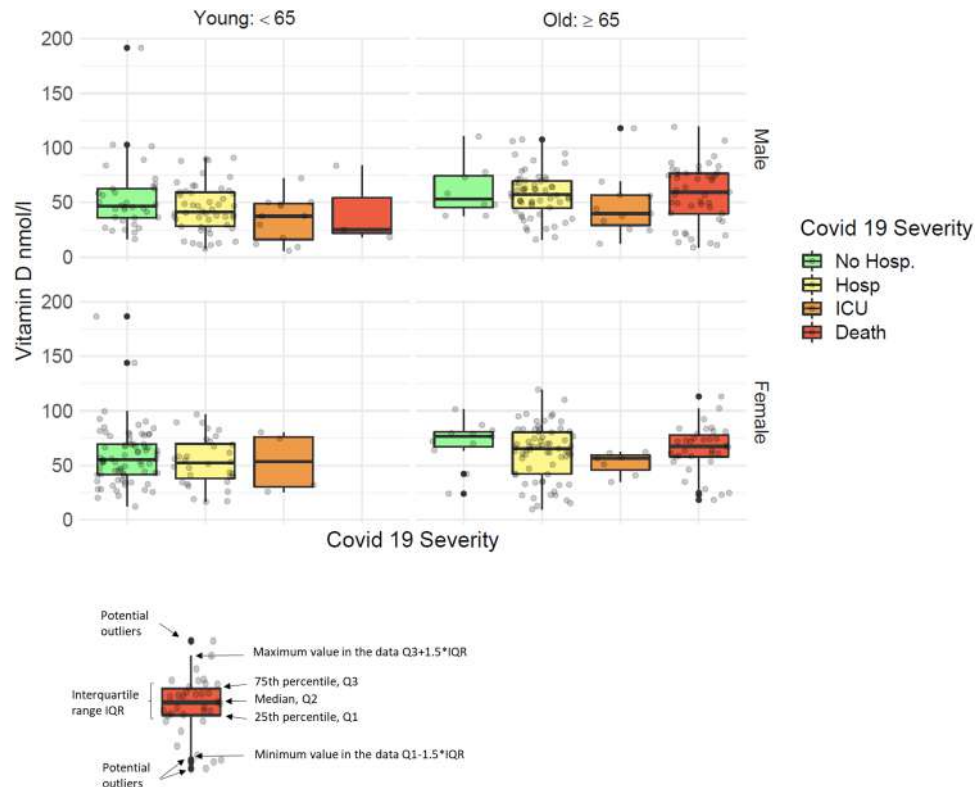 Young: < 65
Old: ≥ 65
Vitamin D nmol/l
200
150
100
50
0
Male
200
150
100
50
0
Female
Covid 19 Severity
Covid 19 Severity
No Hosp.
Hosp
ICU
Death
Potential
outliers
Maximum value in the data Q3+1.5*IQR
75th percentile, Q3
Interquartile
range IQR
Median, Q2
25th percentile, Q1
Minimum value in the data Q1-1.5*IQR
Potential
outliers